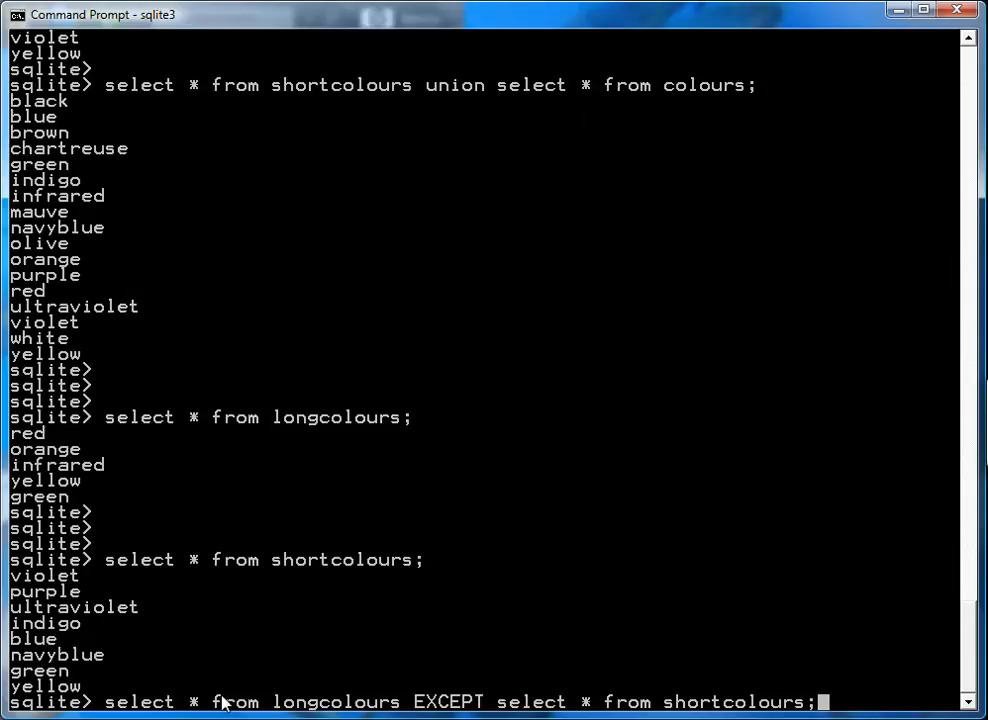 Command Prompt - sqlite3
violet
yellow
sqlite>
sqlite> select * from shortcolours union select * from colours;
black
blue
brown
chartreuse
green
indigo
infrared
mauve
navyblue
olive
orange
purple
red
ultraviolet
violet
white
yellow
sqlite>
sqlite>
sqlite>
sqlite> select * from longcolours;
red
orange
infrared
yellow
green
sqlite>
sqlite>
sqlite>
sqlite> select * from shortcolours;
violet
purple
ultraviolet
indigo
blue
navyblue
green
yellow
sqlite> select * from longcolours EXCEPT select * from shortcolours;